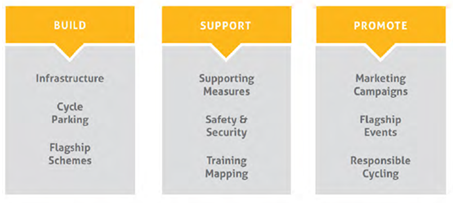 BUILD
Infrastructure
Cycle
Parking
Flagship
Schemes
SUPPORT
Supporting
Measures
Safety &
Security
Training
Mapping
PROMOTE
Marketing
Campaigns
Flagship
Events
Responsible
Cycling